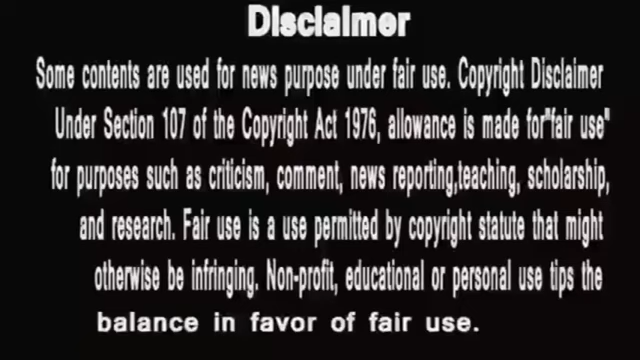 Disclaimer
Some contents are used for news purpose under fair use. Copyright Disclaimer
Under Section 107 of the Copyright Act 1976, allowance is made for"fair use"
for purposes such as criticism, comment, news reporting,teaching, scholarship,
and research. Fair use is a use permitted by copyright statute that might
otherwise be infringing. Non-profit, educational or personal use tips the
balance in favor of fair use.